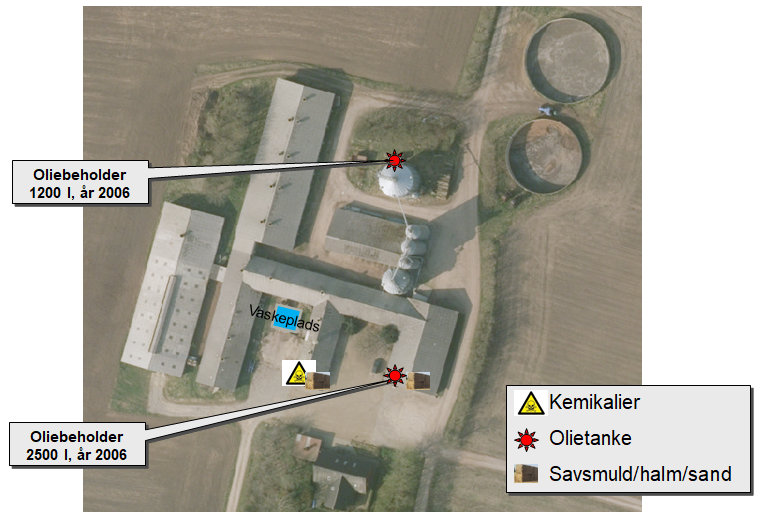 Oliebeholder
1200 l, år 2006
Vaskeplads
Oliebeholder
2500 l, år 2006
Kemikalier
Olietanke
Savsmuld/halm/sand